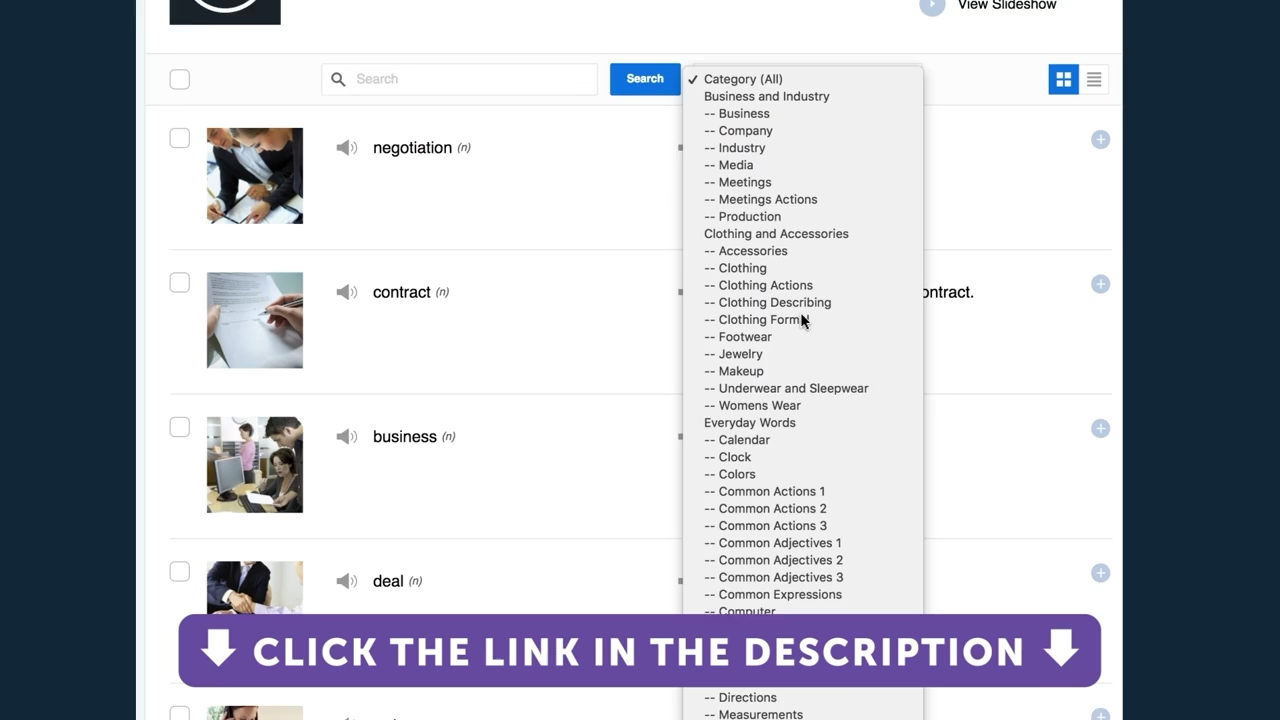 View Slideshow
Search
Search
Category (All)
Business and Industry
-- Business
-- Company
-- Industry
-- Media
-- Meetings
-- Meetings Actions
-- Production
Clothing and Accessories
-- Accessories
-- Clothing
-- Clothing Actions
-- Clothing Describing
-- Clothing Formal
-- Footwear
-- Jewelry
-- Makeup
-- Underwear and Sleepwear
-- Womens Wear
Everyday Words
-- Calendar
-- Clock
-- Colors
-- Common Actions 1
-- Common Actions 2
-- Common Actions 3
-- Common Adjectives 1
-- Common Adjectives 2
-- Common Adjectives 3
-- Common Expressions
-- Computer
-- Directions
-- Measurements
negotiation (n)
contract (n)
ontract.
business (n)
deal (n)
CLICK THE LINK IN THE DESCRIPTION